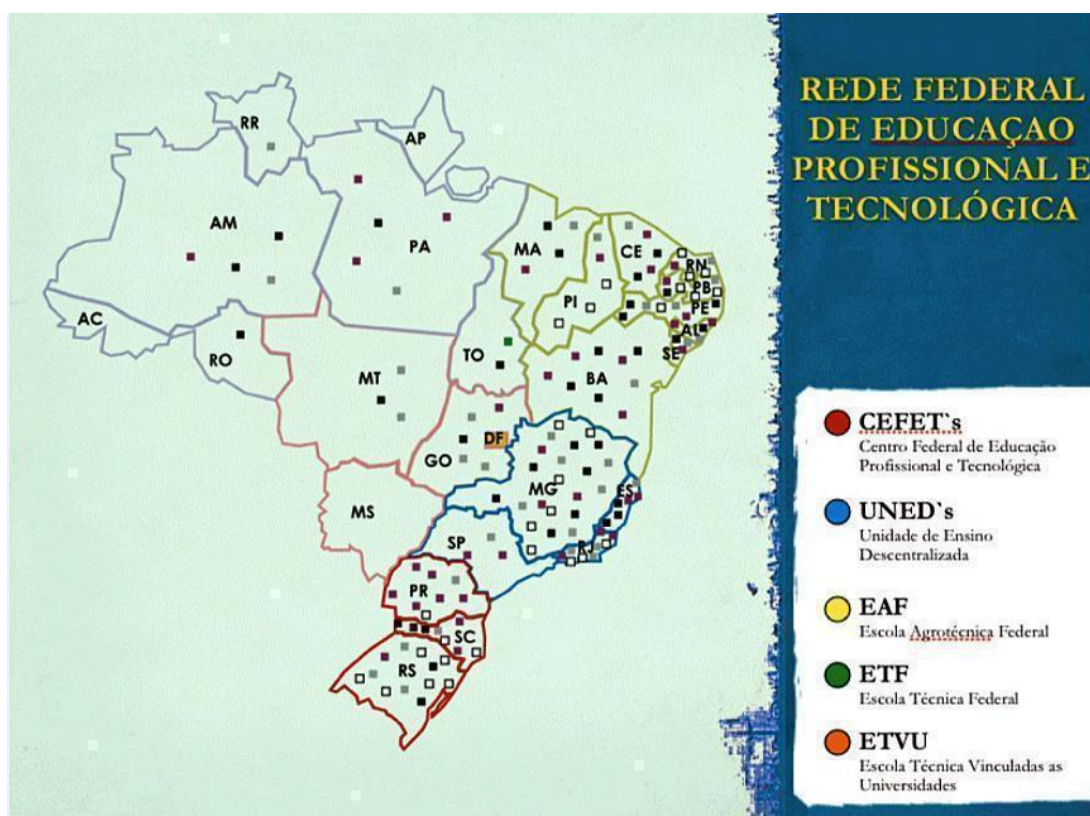 REDE FEDERAL
DE EDUCAÇAO
PROFISSIONAL E
TECNOLÓGICA
RR
AP
AM
PA
MA
CE
RN
PB
PE
AL
SE
PI
AC
RO
TO
MT
BA
DF
GO
MG
ES
MS
SP
RJ
PR
SC
RS
CEFET`s
Centro Federal de Educação
Profissional e Tecnológica
UNED`s
Unidade de Ensino
Descentralizada
EAF
Escola Agrotécnica Federal
ETF
Escola Técnica Federal
ETVU
Escola Técnica Vinculadas as
Universidades